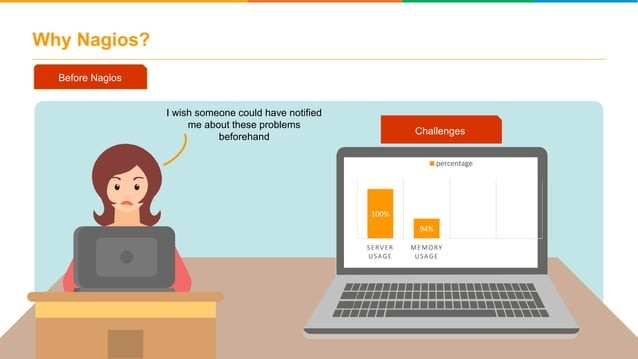 Why Nagios?
Before Nagios
I wish someone could have notified
me about these problems
beforehand
Challenges
percentage
100%
94%
SERVER
USAGE
MEMORY
USAGE